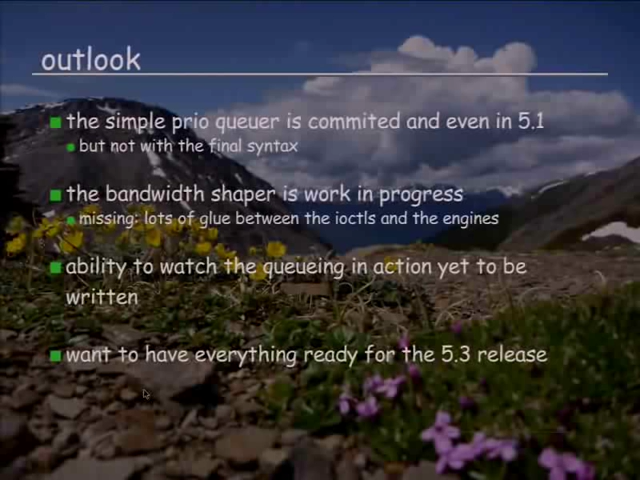 outlook
the simple prio queuer is commited and even in 5.1
but not with the final syntax
the bandwidth shaper is work in progress
missing: lots of glue between the ioctls and the engines
ability to watch the queueing in action yet to be
written
want to have everything ready for the 5.3 release